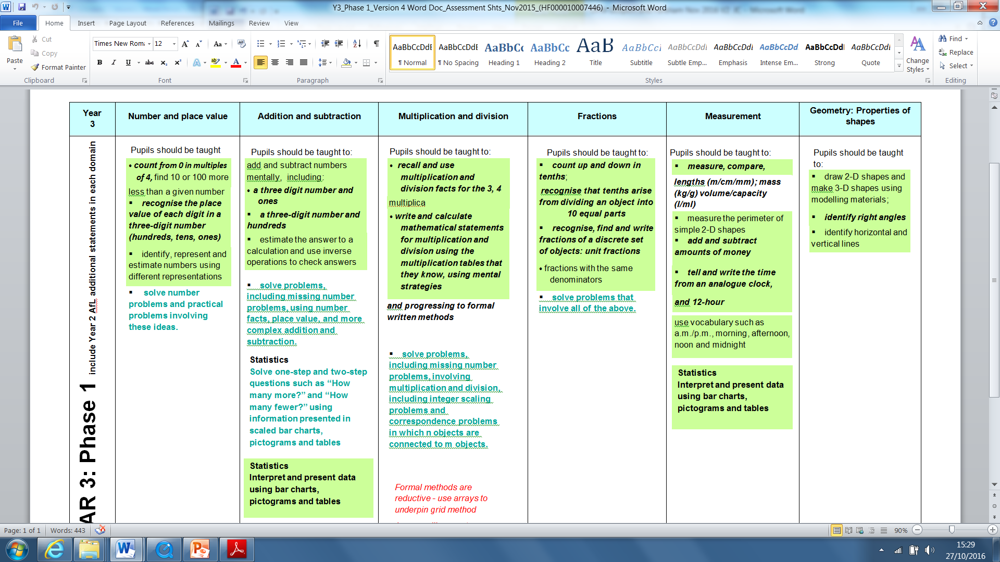 Y3_Phase 1_Version 4 Word Doc_Assessment Shts_Nov2015_(HF000010007446) - Microsoft Word
File Home Insert Page Layout References Mailings Review View
Paste
Cut
Copy
Format Painter
Clipboard
Times New Roma 12
Font
Paragraph
AaBbCcDdE AaBbCcDdE AaBbCc AaBbCc AaB AaBbCcI AaBbCcDdI AaBbCcDdI AaBbCcDd AaBbCcDdI AaBbCcDdI
¶ Normal ¶ No Spacing Heading 1 Heading 2 Title Subtitle Subtle Emp... Emphasis Intense Em... Strong Quote
Change Styles
Styles
Find
Replace
Select
Editing
Year
3
Number and place value
Addition and subtraction
Multiplication and division
Fractions
Measurement
Geometry: Properties of
shapes
AR 3: Phase 1 include Year 2 AfL additional statements in each domain
Pupils should be taught
• count from 0 in multiples
of 4, find 10 or 100 more
less than a given number
▪ recognise the place
value of each digit in a
three-digit number
(hundreds, tens, ones)
▪ identify, represent and
estimate numbers using
different representations
▪ solve number
problems and practical
problems involving
these ideas.
Pupils should be taught to:
add and subtract numbers
mentally, including:
• a three digit number and
ones
▪ a three-digit number and
hundreds
▪ estimate the answer to a
calculation and use inverse
operations to check answers
▪ solve problems,
including missing number
problems, using number
facts, place value, and more
complex addition and
subtraction.
Statistics
Solve one-step and two-step
questions such as “How
many more?” and “How
many fewer?” using
information presented in
scaled bar charts,
pictograms and tables
Statistics
Interpret and present data
using bar charts,
pictograms and tables
Pupils should be taught to:
• recall and use
multiplication and
division facts for the 3, 4
multiplica
• write and calculate
mathematical statements
for multiplication and
division using the
multiplication tables that
they know, using mental
strategies
and progressing to formal
written methods
▪ solve problems,
including missing number
problems, involving
multiplication and division,
including integer scaling
problems and
correspondence problems
in which n objects are
connected to m objects.
Formal methods are
reductive - use arrays to
underpin grid method
Pupils should be taught to:
▪ count up and down in
tenths;
recognise that tenths arise
from dividing an object into
10 equal parts
▪ recognise, find and write
fractions of a discrete set
of objects: unit fractions
• fractions with the same
denominators
▪ solve problems that
involve all of the above.
Pupils should be taught to:
▪ measure, compare,
lengths (m/cm/mm); mass
(kg/g) volume/capacity
(l/ml)
▪ measure the perimeter of
simple 2-D shapes
▪ add and subtract
amounts of money
▪ tell and write the time
from an analogue clock,
and 12-hour
use vocabulary such as
a.m./p.m., morning, afternoon,
noon and midnight
Statistics
Interpret and present data
using bar charts,
pictograms and tables
Pupils should be taught
to:
▪ draw 2-D shapes and
make 3-D shapes using
modelling materials;
▪ identify right angles
▪ identify horizontal and
vertical lines
Page: 1 of 1 Words: 443 90%
15:29
27/10/2016